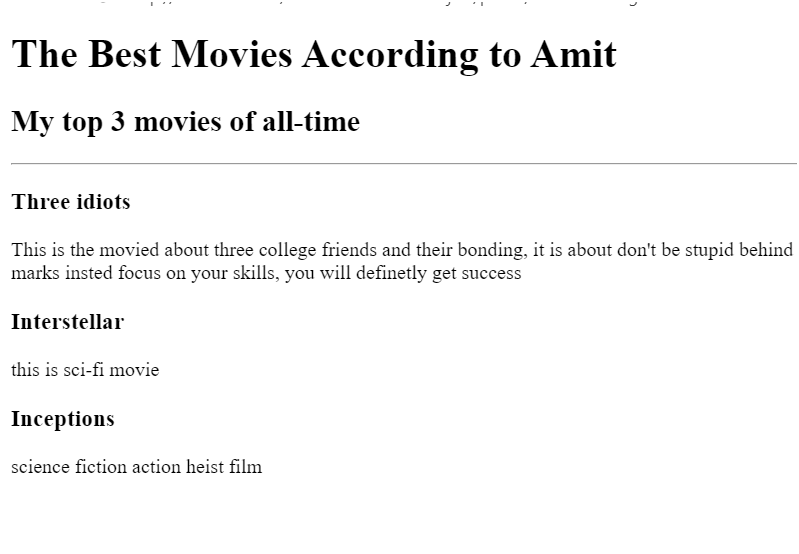 The Best Movies According to Amit
My top 3 movies of all-time
Three idiots
This is the movied about three college friends and their bonding, it is about don't be stupid behind
marks insted focus on your skills, you will definetly get success
Interstellar
this is sci-fi movie
Inceptions
science fiction action heist film